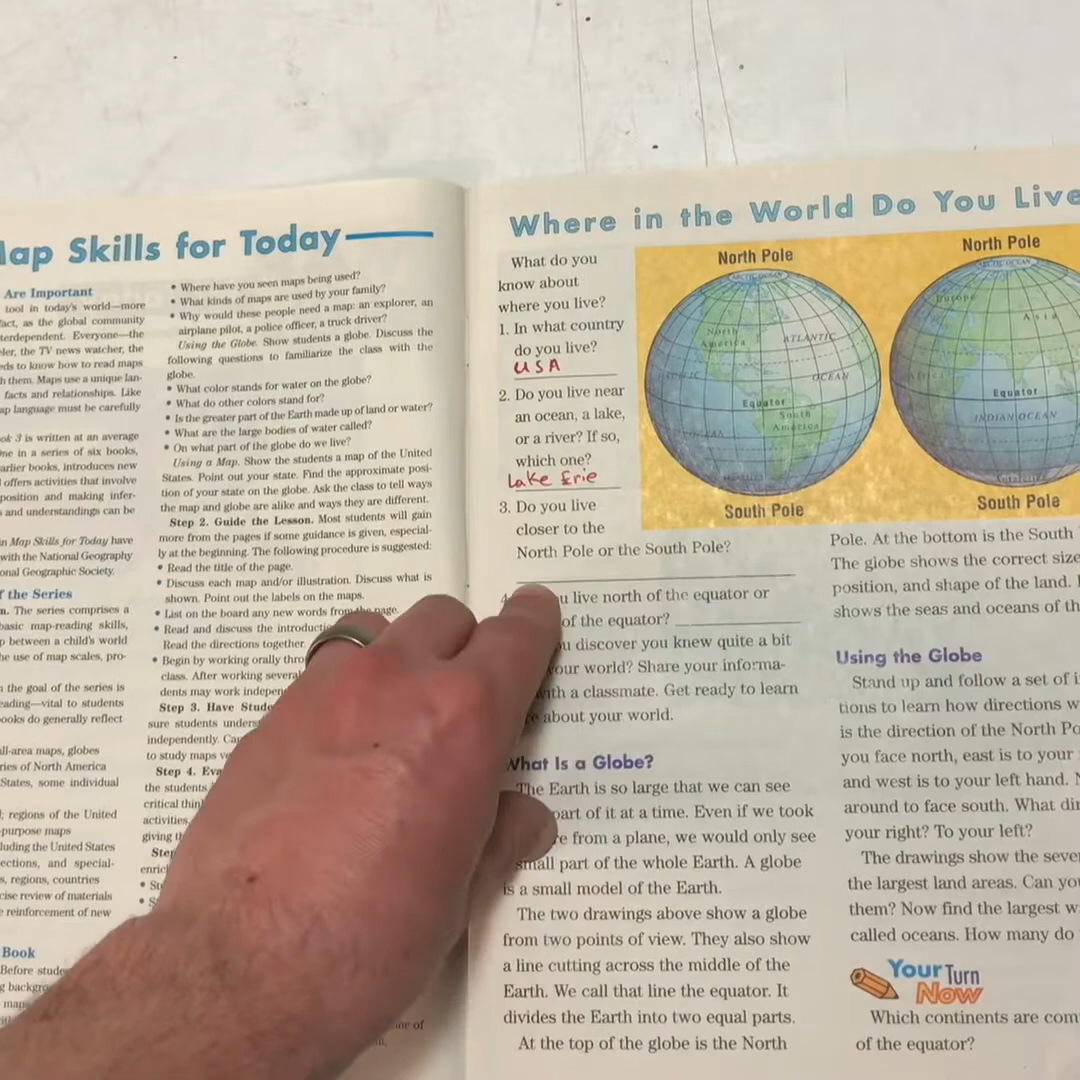 Map Skills for Today
Are Important
tool in today's world—more
fact, as the global community
terdependent. Everyone—the
ler, the TV news watcher, the
eds to know how to read maps
h them. Maps use a unique lan-
facts and relationships. Like
ap language must be carefully
ok 3 is written at an average
ne in a series of six books,
arlier books, introduces new
offers activities that involve
position and making infer-
s and understandings can be
in Map Skills for Today have
with the National Geography
onal Geographic Society.
f the Series
n. The series comprises a
basic map-reading skills,
p between a child's world
he use of map scales, pro-
n the goal of the series is
eading—vital to students
ooks do generally reflect
all-area maps, globes
ries of North America
States, some individual
l; regions of the United
-purpose maps
luding the United States
ections, and special-
s, regions, countries
cise review of materials
e reinforcement of new
Book
Before stude
g backgro
map
• Where have you seen maps being used?
• What kinds of maps are used by your family?
• Why would these people need a map: an explorer, an
airplane pilot, a police officer, a truck driver?
Using the Globe. Show students a globe. Discuss the
following questions to familiarize the class with the
globe.
• What color stands for water on the globe?
• What do other colors stand for?
• Is the greater part of the Earth made up of land or water?
• What are the large bodies of water called?
• On what part of the globe do we live?
Using a Map. Show the students a map of the United
States. Point out your state. Find the approximate posi-
tion of your state on the globe. Ask the class to tell ways
the map and globe are alike and ways they are different.
Step 2. Guide the Lesson. Most students will gain
more from the pages if some guidance is given, especial-
ly at the beginning. The following procedure is suggested:
• Read the title of the page.
• Discuss each map and/or illustration. Discuss what is
shown. Point out the labels on the maps.
• List on the board any new words from the page.
• Read and discuss the introducti
Read the directions together.
• Begin by working orally thro
class. After working several
dents may work indepen
Step 3. Have Stude
sure students unders
independently. Ca
to study maps ve
Step 4. Eva
the students
critical thin
activities,
giving th
Step
enric
• St
• S
Where in the World Do You Live
What do you
know about
where you live?
1. In what country
do you live?
USA
2. Do you live near
an ocean, a lake,
or a river? If so,
which one?
Lake Erie
3. Do you live
closer to the
North Pole or the South Pole?
4. u live north of the equator or
of the equator?
u discover you knew quite a bit
our world? Share your informa-
with a classmate. Get ready to learn
e about your world.
What Is a Globe?
The Earth is so large that we can see
part of it at a time. Even if we took
e from a plane, we would only see
small part of the whole Earth. A globe
is a small model of the Earth.
The two drawings above show a globe
from two points of view. They also show
a line cutting across the middle of the
Earth. We call that line the equator. It
divides the Earth into two equal parts.
At the top of the globe is the North
North Pole
ARCTIC OCEAN
North
America
ATLANTIC
OCEAN
PACIFIC
OCEAN
Equator
South
America
South Pole
North Pole
ARCTIC OCEAN
Europe
Asia
Africa
Equator
INDIAN OCEAN
South Pole
Pole. At the bottom is the South
The globe shows the correct size
position, and shape of the land.
shows the seas and oceans of th
Using the Globe
Stand up and follow a set of i
tions to learn how directions w
is the direction of the North Po
you face north, east is to your
and west is to your left hand. N
around to face south. What dir
your right? To your left?
The drawings show the seve
the largest land areas. Can you
them? Now find the largest w
called oceans. How many do
Your Turn
Now
Which continents are com
of the equator?